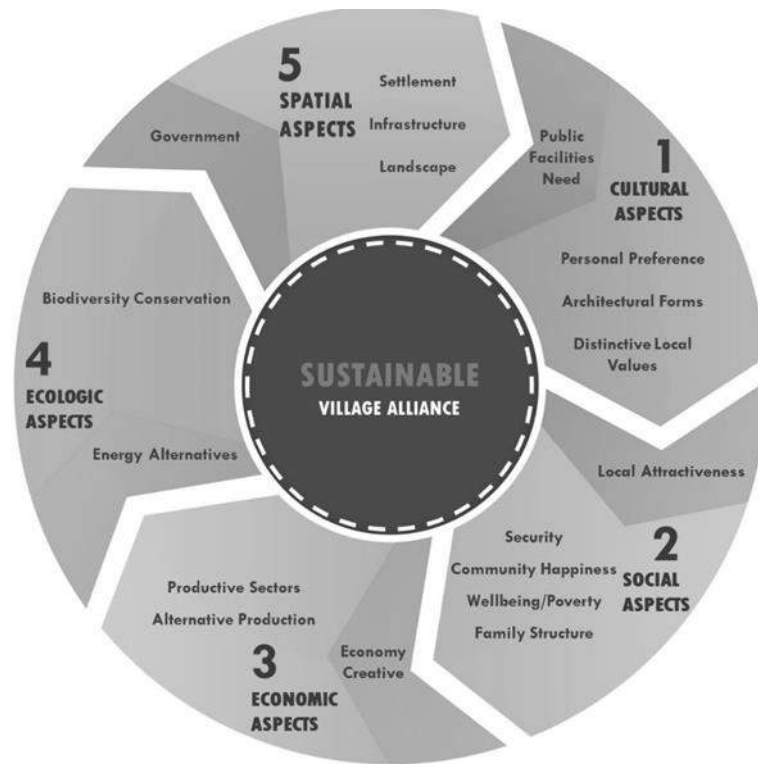 5
SPATIAL
ASPECTS
Settlement
Infrastructure
Landscape
Government
Public
Facilities
Need
1
CULTURAL
ASPECTS
Personal Preference
Architectural Forms
Distinctive Local
Values
Local Attractiveness
2
SOCIAL
ASPECTS
Security
Community Happiness
Wellbeing/Poverty
Family Structure
Economy
Creative
3
ECONOMIC
ASPECTS
Productive Sectors
Alternative Production
Energy Alternatives
4
ECOLOGIC
ASPECTS
Biodiversity Conservation
SUSTAINABLE
VILLAGE ALLIANCE